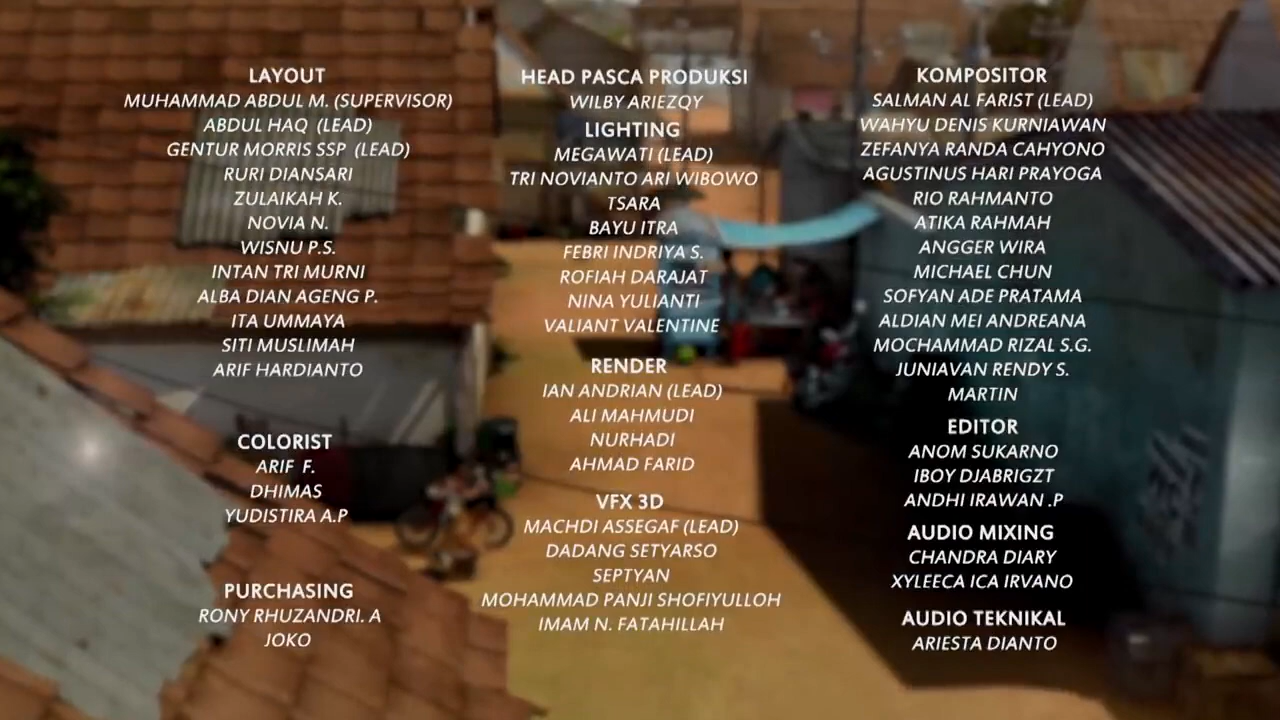 LAYOUT
MUHAMMAD ABDUL M. (SUPERVISOR)
ABDUL HAQ (LEAD)
GENTUR MORRIS SSP (LEAD)
RURI DIANSARI
ZULAIKAH K.
NOVIA N.
WISNU P.S.
INTAN TRI MURNI
ALBA DIAN AGENG P.
ITA UMMAYA
SITI MUSLIMAH
ARIF HARDIANTO
COLORIST
ARIF F.
DHIMAS
YUDISTIRA A.P
PURCHASING
RONY RHUZANDRI. A
JOKO
HEAD PASCA PRODUKSI
WILBY ARIEZQY
LIGHTING
MEGAWATI (LEAD)
TRI NOVIANTO ARI WIBOWO
TSARA
BAYU ITRA
FEBRI INDRIYA S.
ROFIAH DARAJAT
NINA YULIANTI
VALIANT VALENTINE
RENDER
IAN ANDRIAN (LEAD)
ALI MAHMUDI
NURHADI
AHMAD FARID
VFX 3D
MACHDI ASSEGAF (LEAD)
DADANG SETYARSO
SEPTYAN
MOHAMMAD PANJI SHOFIYULLOH
IMAM N. FATAHILLAH
KOMPOSITOR
SALMAN AL FARIST (LEAD)
WAHYU DENIS KURNIAWAN
ZEFANYA RANDA CAHYONO
AGUSTINUS HARI PRAYOGA
RIO RAHMANTO
ATIKA RAHMAH
ANGGER WIRA
MICHAEL CHUN
SOFYAN ADE PRATAMA
ALDIAN MEI ANDREANA
MOCHAMMAD RIZAL S.G.
JUNIAVAN RENDY S.
MARTIN
EDITOR
ANOM SUKARNO
IBOY DJABRIGZT
ANDHI IRAWAN .P
AUDIO MIXING
CHANDRA DIARY
XYLEECA ICA IRVANO
AUDIO TEKNIKAL
ARIESTA DIANTO